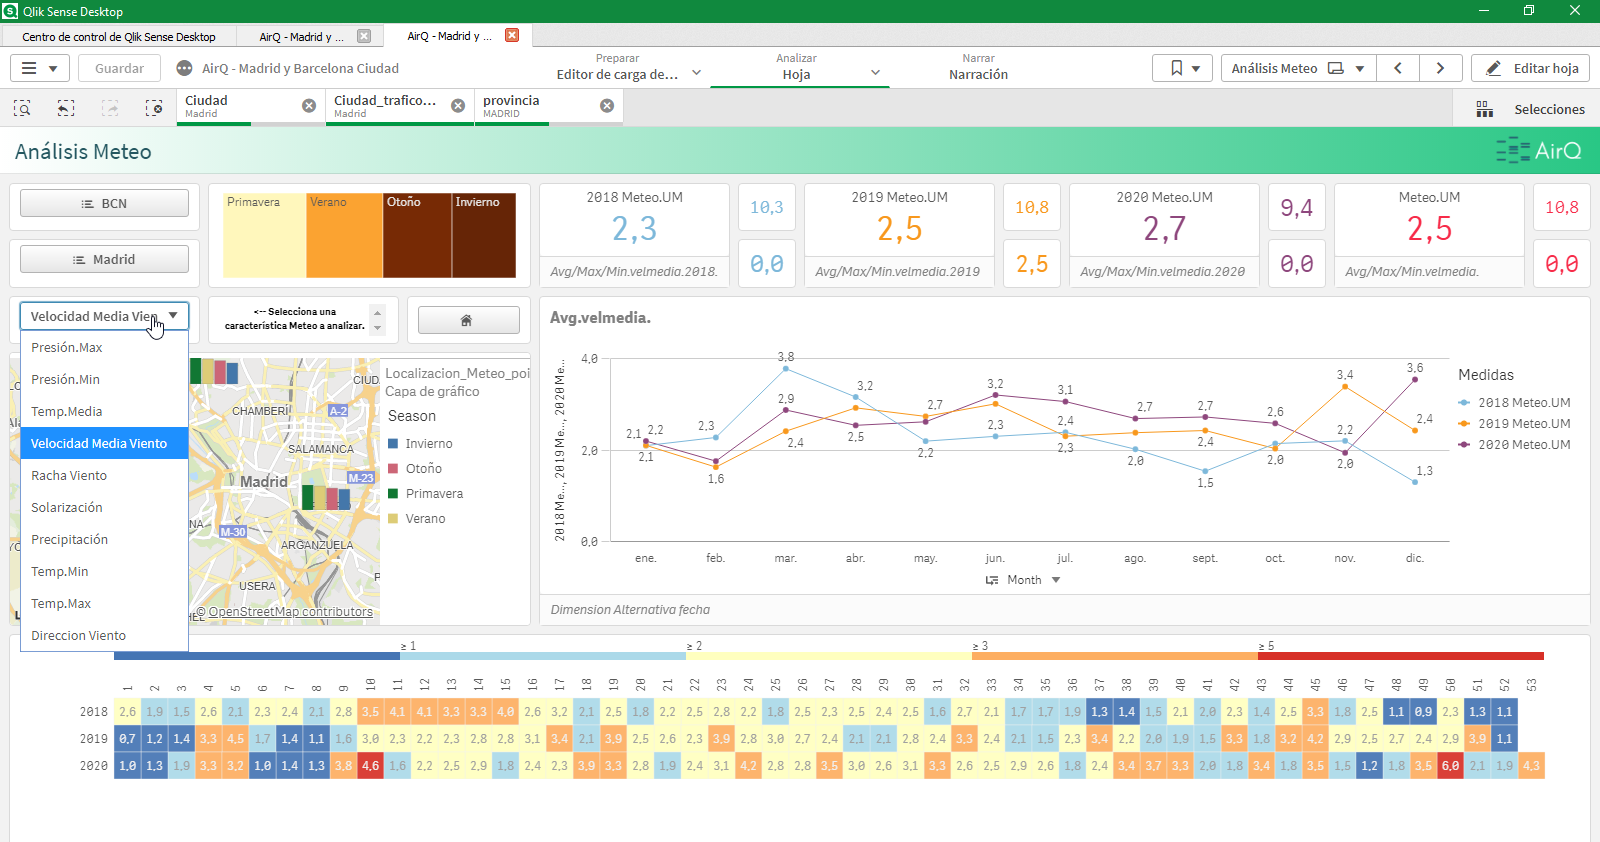 Qlik Sense Desktop
Centro de control de Qlik Sense Desktop
AirQ - Madrid y ...
AirQ - Madrid y ...
Guardar
AirQ - Madrid y Barcelona Ciudad
Preparar
Editor de carga de...
Analizar
Hoja
Narrar
Narración
Análisis Meteo
Editar hoja
Ciudad
Madrid
Ciudad_trafico...
Madrid
provincia
MADRID
Selecciones
Análisis Meteo
AirQ
BCN
Madrid
Primavera
Verano
Otoño
Invierno
2018 Meteo.UM
2,3
Avg/Max/Min.velmedia.2018.
10,3
0,0
2019 Meteo.UM
2,5
Avg/Max/Min.velmedia.2019
10,8
2,5
2020 Meteo.UM
2,7
Avg/Max/Min.velmedia.2020
9,4
0,0
Meteo.UM
2,5
Avg/Max/Min.velmedia.
10,8
0,0
Velocidad Media Vien
Presión.Max
Presión.Min
Temp.Media
Velocidad Media Viento
Racha Viento
Solarización
Precipitación
Temp.Min
Temp.Max
Direccion Viento
<-- Selecciona una
característica Meteo a analizar.
CIUD
CHAMBERÍ
A-2
SALAMANCA
Madrid
M-23
NA
M-30
ARGANZUELA
USERA
© OpenStreetMap contributors
Localizacion_Meteo_poi
Capa de gráfico
Season
Invierno
Otoño
Primavera
Verano
Avg.velmedia.
2018 Me..., 2019 Me..., 2020 Me...
4,0
2,0
0,0
2,1 2,2 2,1
2,3 1,6
3,8 2,9 2,4
3,2 2,5
2,7 2,2
3,2 2,3
3,1 2,4 2,3
2,7 2,0
2,7 2,4 1,5
2,6 2,0
3,4 2,2 2,0
3,6 2,4 1,3
ene. feb. mar. abr. may. jun. jul. ago. sept. oct. nov. dic.
Month
Medidas
2018 Meteo.UM
2019 Meteo.UM
2020 Meteo.UM
Dimension Alternativa fecha
≥ 1 ≥ 2 ≥ 3 ≥ 5
1 2 3 4 5 6 7 8 9 10 11 12 13 14 15 16 17 18 19 20 21 22 23 24 25 26 27 28 29 30 31 32 33 34 35 36 37 38 39 40 41 42 43 44 45 46 47 48 49 50 51 52 53
2018 2,6 1,9 1,5 2,6 2,1 2,3 2,4 2,1 2,8 3,5 4,1 4,1 3,3 3,3 4,0 2,6 3,2 2,1 2,5 1,8 2,2 2,5 2,8 2,2 1,8 2,5 2,3 2,5 2,4 2,5 1,6 2,7 2,1 1,7 1,7 1,9 1,3 1,4 1,5 2,1 2,0 2,3 1,4 2,5 3,3 1,8 2,5 1,1 0,9 2,3 1,3 1,1
2019 0,7 1,2 1,4 3,3 4,5 1,7 1,4 1,1 1,6 3,0 2,3 2,2 2,3 2,8 2,8 3,1 3,4 2,1 3,9 2,5 2,6 2,3 3,9 2,8 3,0 2,7 2,4 2,1 2,1 2,8 2,4 3,3 2,4 2,1 1,5 2,3 3,4 2,2 2,0 1,9 1,5 3,3 1,8 3,2 4,2 2,9 2,5 2,7 2,4 2,9 3,9 1,1
2020 1,0 1,3 1,9 3,3 3,2 1,0 1,4 1,3 3,8 4,6 1,6 2,2 2,5 2,9 1,8 2,4 2,3 3,9 3,3 2,8 1,9 2,4 3,1 4,2 2,8 2,8 3,5 3,0 2,6 3,1 3,3 2,6 2,5 2,9 2,6 1,8 2,4 3,4 3,7 3,3 2,0 1,8 3,4 1,8 3,5 1,5 1,2 1,8 3,5 6,0 2,1 1,9 4,3